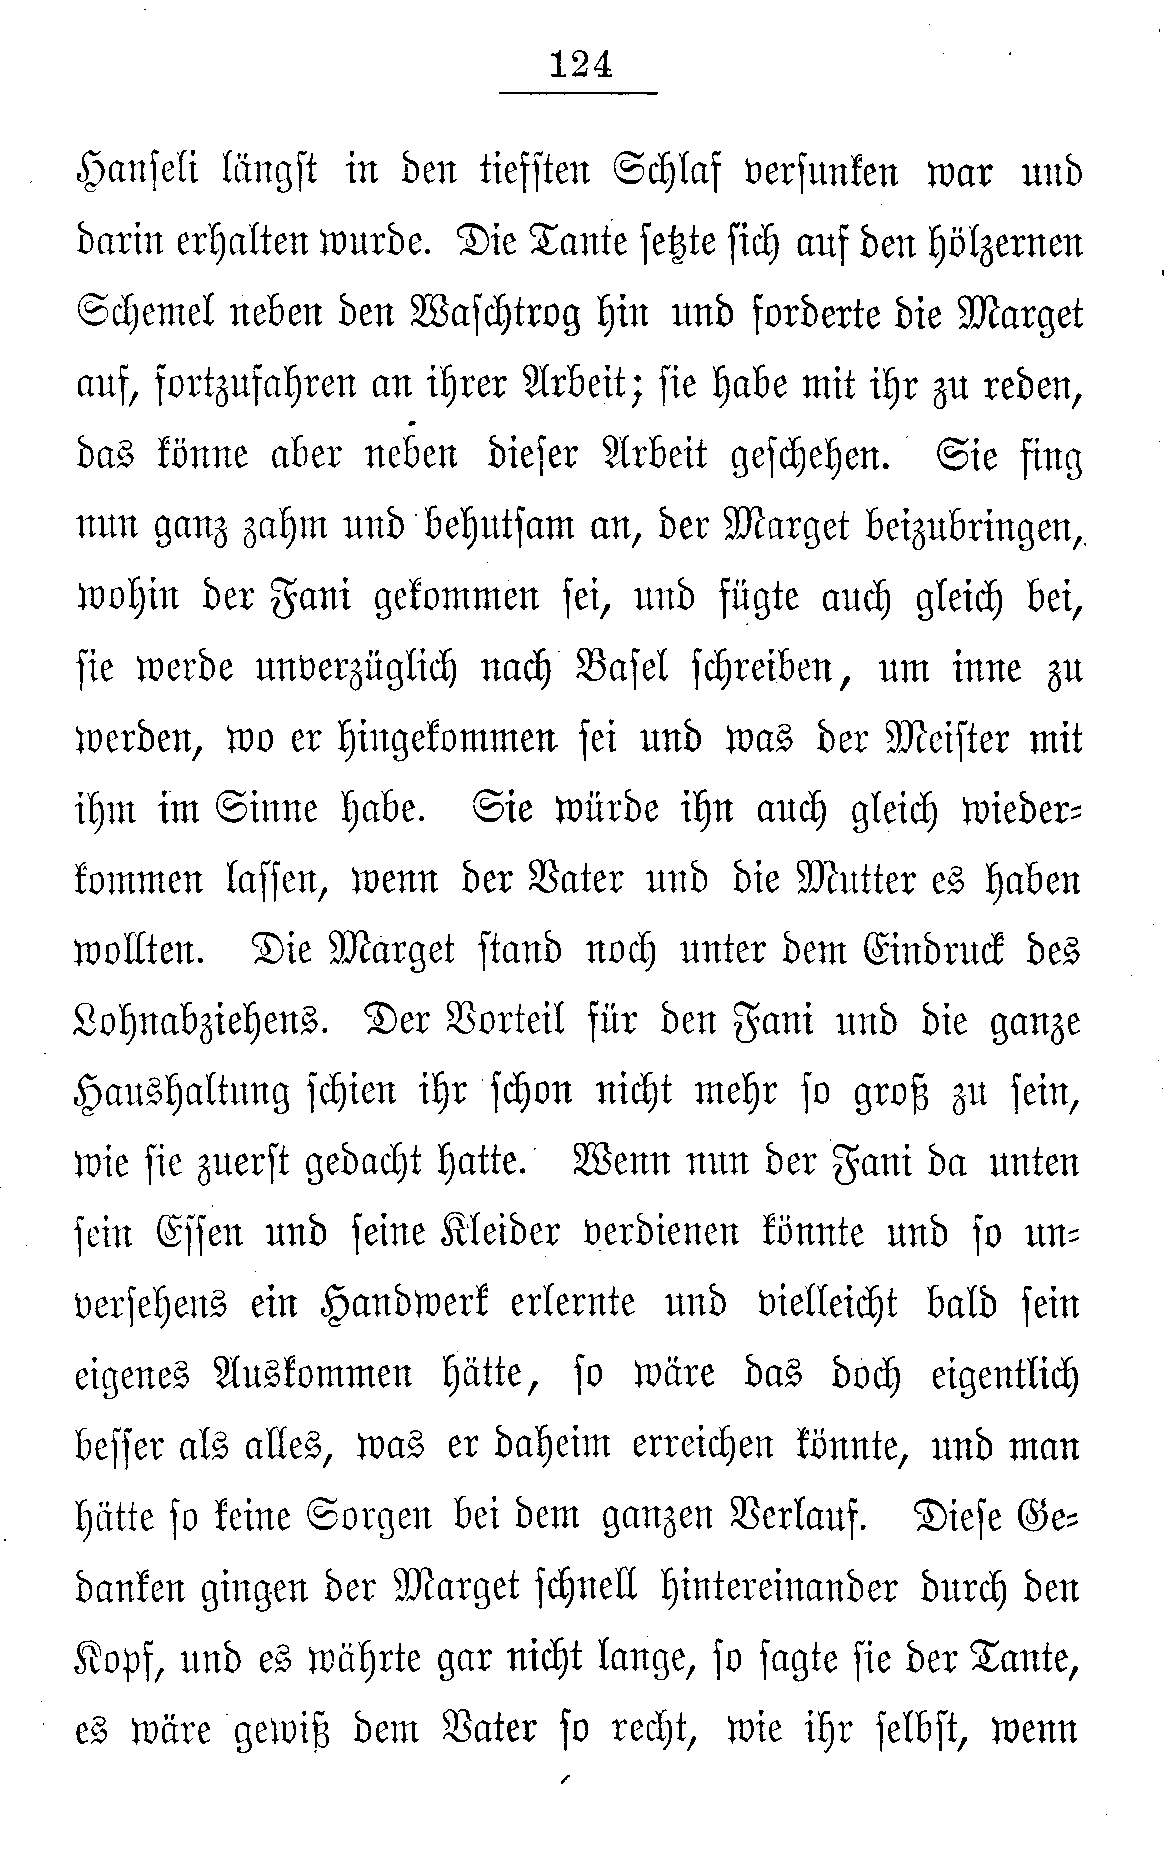 124
Hanseli längst in den tiefsten Schlaf versunken war und
darin erhalten wurde. Die Tante setzte sich auf den hölzernen
Schemel neben den Waschtrog hin und forderte die Marget
auf, fortzufahren an ihrer Arbeit; sie habe mit ihr zu reden,
das könne aber neben dieser Arbeit geschehen. Sie fing
nun ganz zahm und behutsam an, der Marget beizubringen,
wohin der Fani gekommen sei, und fügte auch gleich bei,
sie werde unverzüglich nach Basel schreiben, um inne zu
werden, wo er hingekommen sei und was der Meister mit
ihm im Sinne habe. Sie würde ihn auch gleich wieder-
kommen lassen, wenn der Vater und die Mutter es haben
wollten. Die Marget stand noch unter dem Eindruck des
Lohnabziehens. Der Vorteil für den Fani und die ganze
Haushaltung schien ihr schon nicht mehr so groß zu sein,
wie sie zuerst gedacht hatte. Wenn nun der Fani da unten
sein Essen und seine Kleider verdienen könnte und so un-
versehens ein Handwerk erlernte und vielleicht bald sein
eigenes Auskommen hätte, so wäre das doch eigentlich
besser als alles, was er daheim erreichen könnte, und man
hätte so keine Sorgen bei dem ganzen Verlauf. Diese Ge-
danken gingen der Marget schnell hintereinander durch den
Kopf, und es währte gar nicht lange, so sagte sie der Tante,
es wäre gewiß dem Vater so recht, wie ihr selbst, wenn